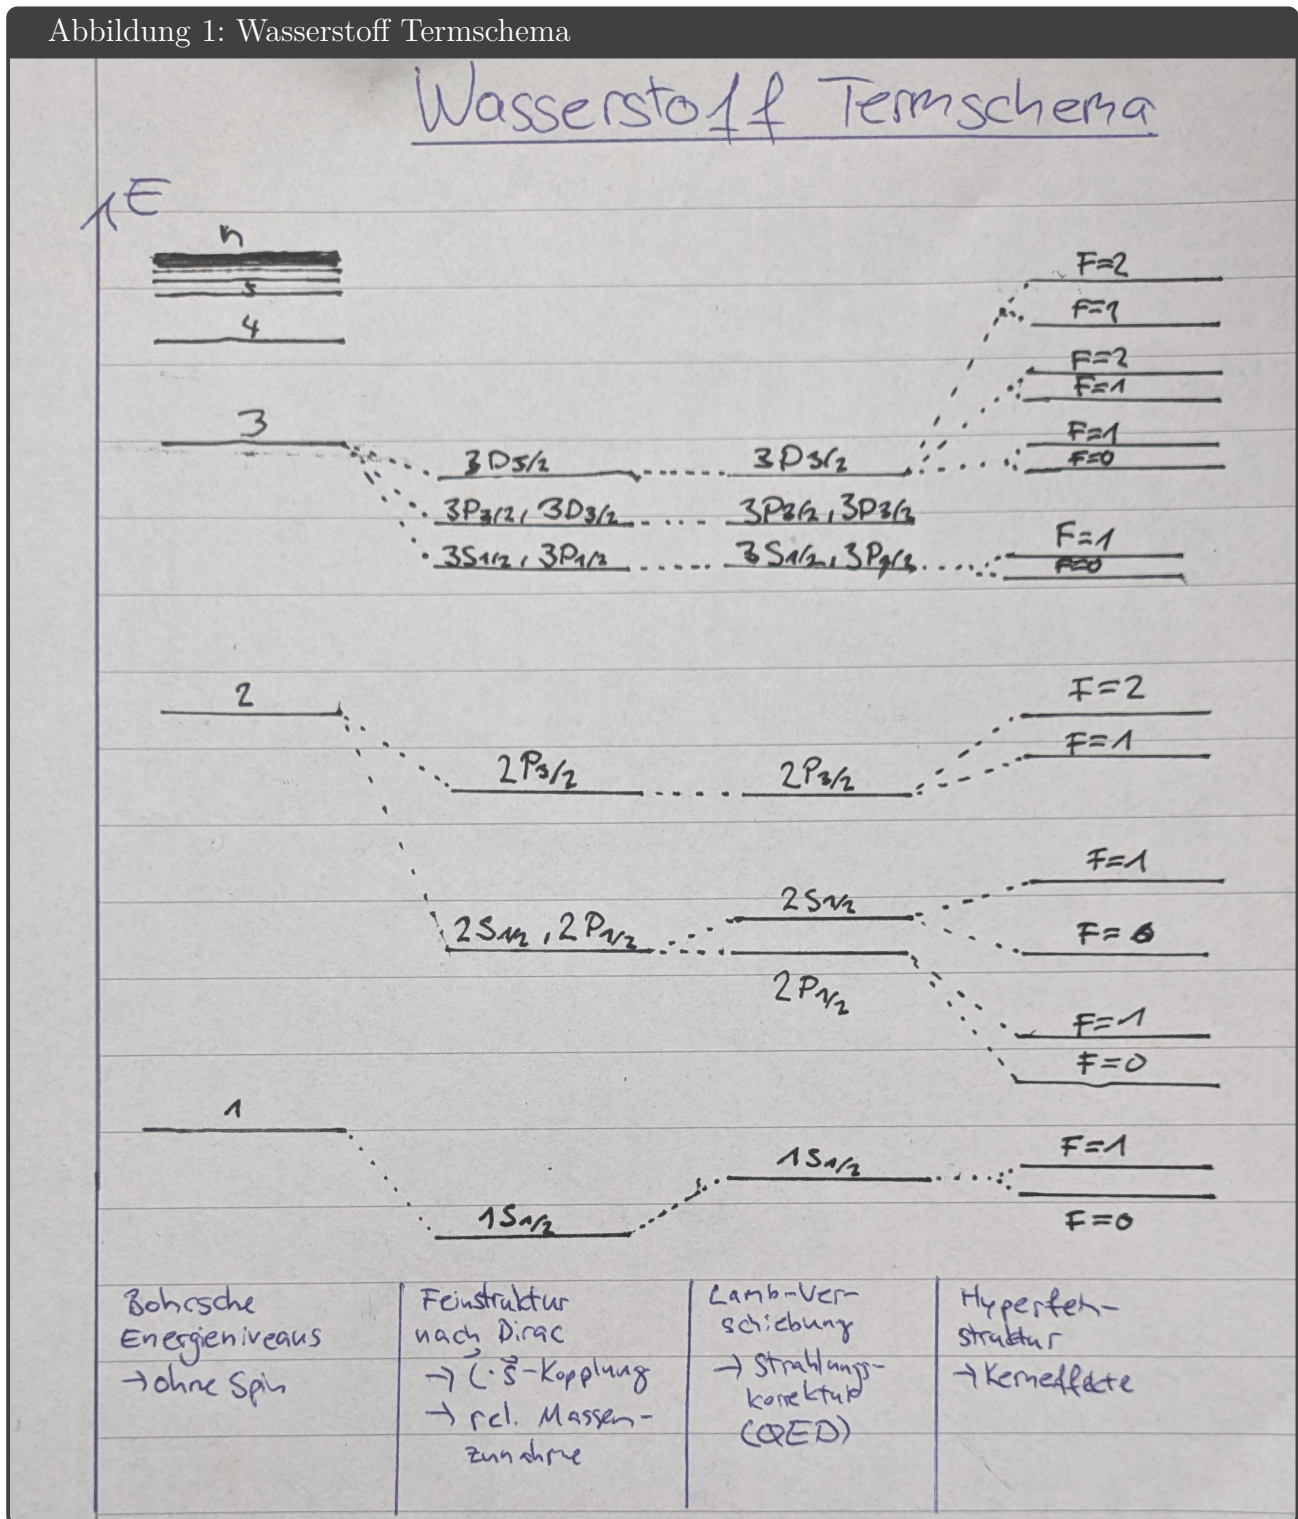 Abbildung 1: Wasserstoff Termschema
Wasserstoff Termschema
E
n
5
4
3
3D5/2
3P3/2, 3D3/2
3S1/2, 3P1/2
3D5/2
3P3/2, 3D3/2
3S1/2, 3P1/2
F=2
F=1
F=2
F=1
F=1
F=0
F=1
F=0
2
2P3/2
2P3/2
F=2
F=1
2S1/2, 2P1/2
2S1/2
2P1/2
F=1
F=0
F=1
F=0
1
1S1/2
1S1/2
F=1
F=0
Bohrsche
Energieniveaus
→ ohne Spin
Feinstruktur
nach Dirac
→ l⃗·s⃗-Kopplung
→ rel. Massen-
zunahme
Lamb-Ver-
schiebung
→ Strahlungs-
korrektur
(QED)
Hyperfein-
struktur
→ Kerneffekte